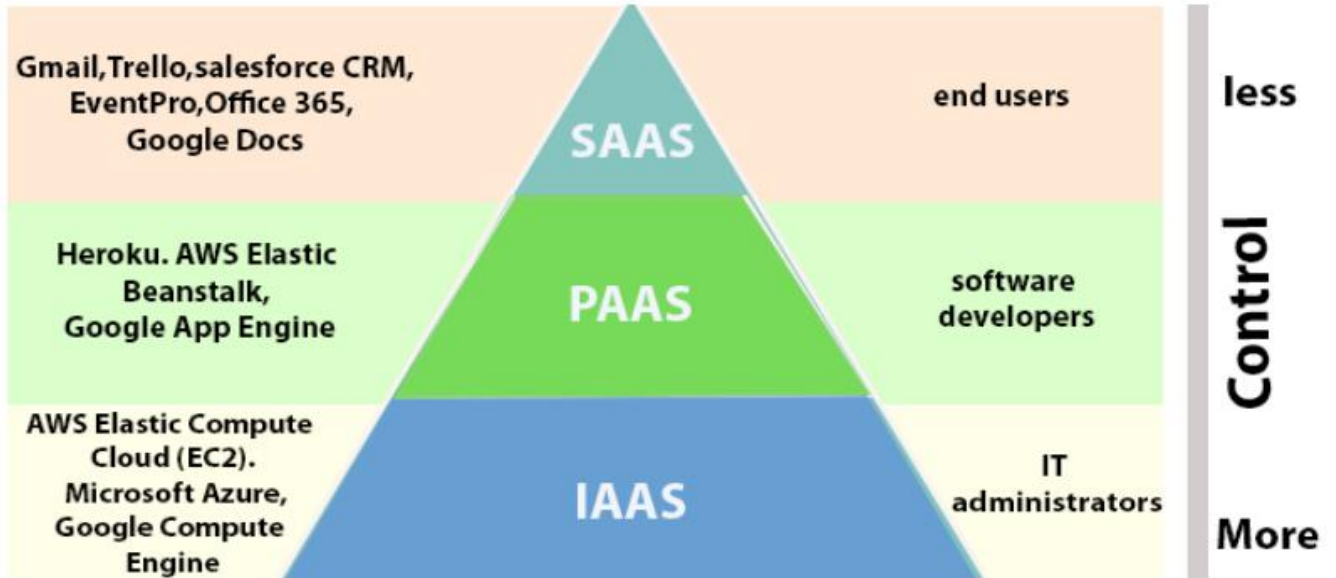 Gmail,Trello,salesforce CRM,
EventPro,Office 365,
Google Docs
SAAS
end users
less
Heroku. AWS Elastic
Beanstalk,
Google App Engine
PAAS
software
developers
Control
AWS Elastic Compute
Cloud (EC2).
Microsoft Azure,
Google Compute
Engine
IAAS
IT
administrators
More